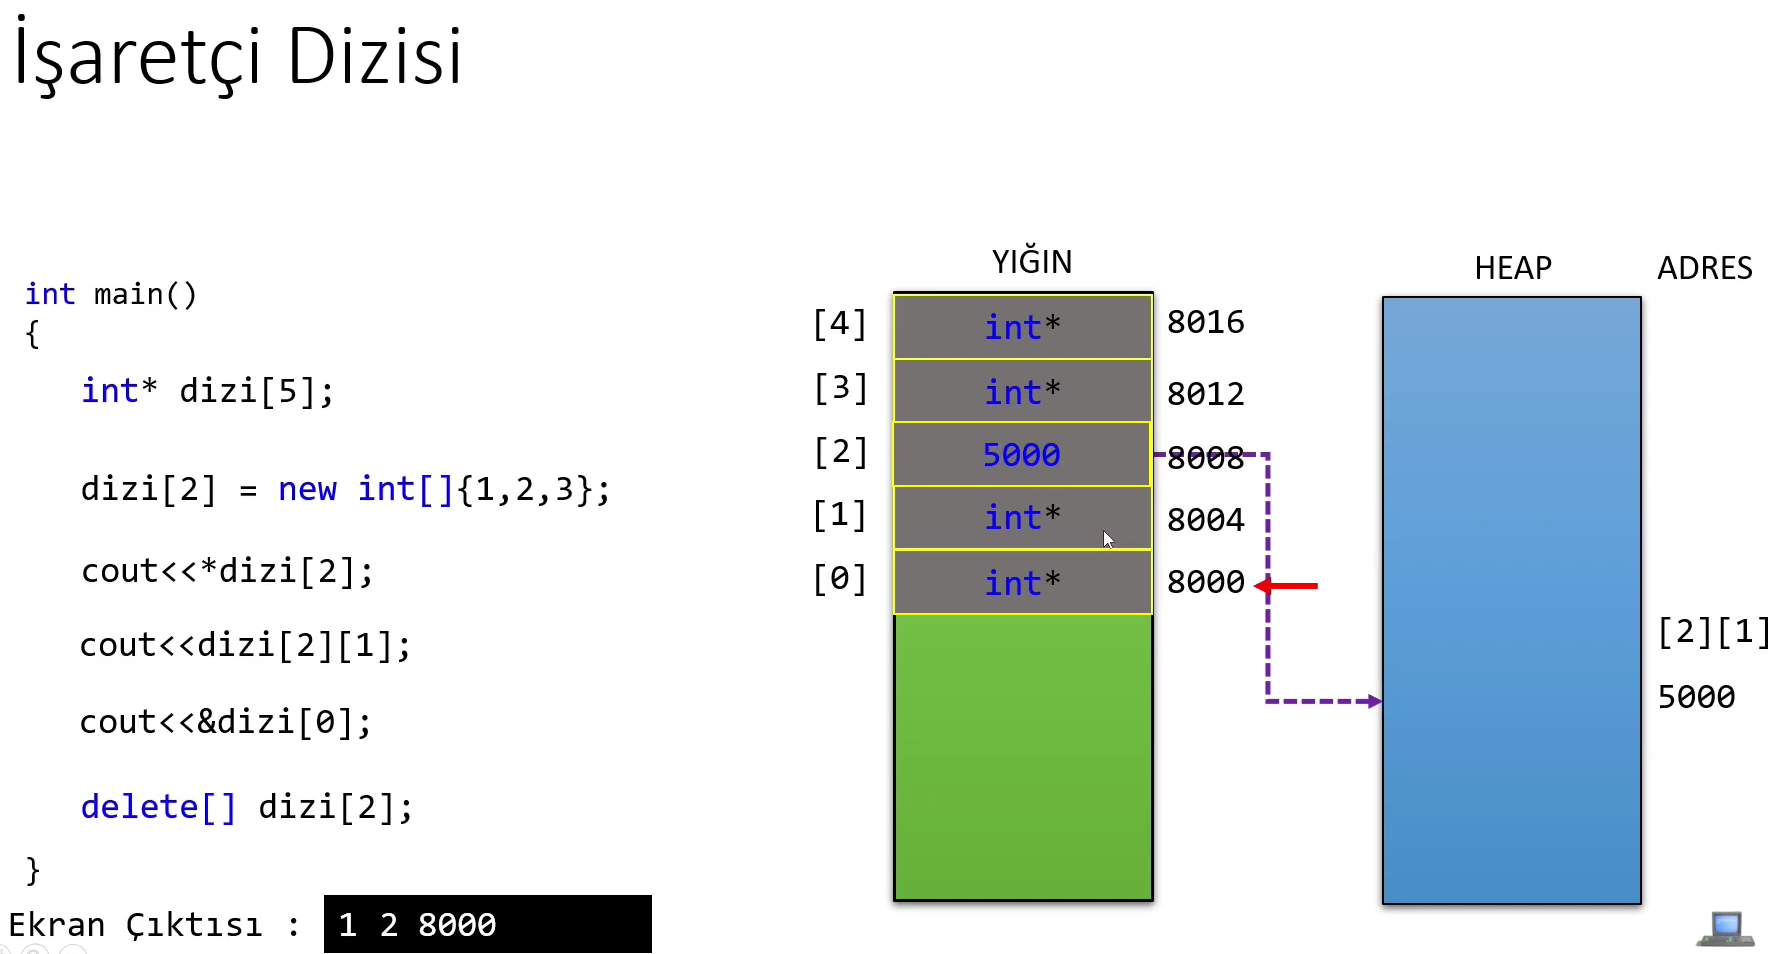 İşaretçi Dizisi
int main()
{
int* dizi[5];
dizi[2] = new int[]{1,2,3};
cout<<*dizi[2];
cout<<dizi[2][1];
cout<<&dizi[0];
delete[] dizi[2];
}
Ekran Çıktısı : 1 2 8000
YIĞIN
[4] int* 8016
[3] int* 8012
[2] 5000 8008
[1] int* 8004
[0] int* 8000
HEAP ADRES
[2][1]
5000